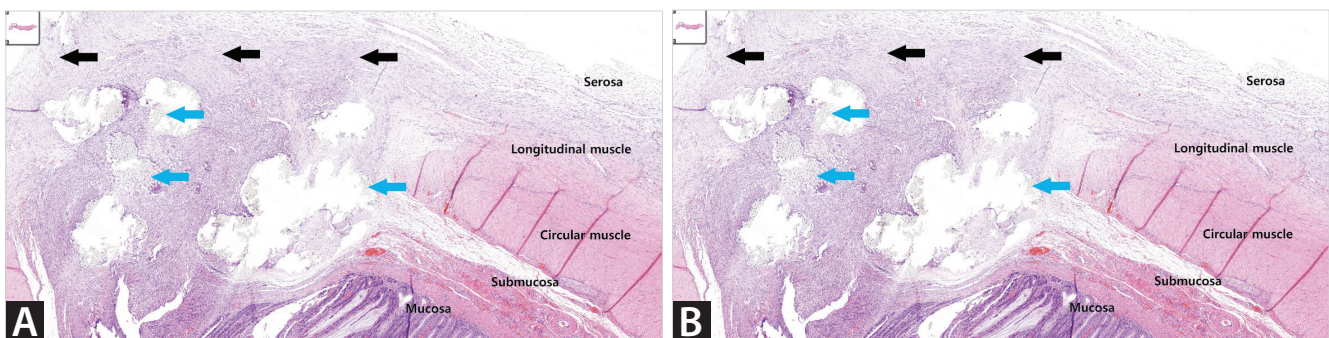 Serosa
Longitudinal muscle
Circular muscle
Submucosa
Mucosa
A
Serosa
Longitudinal muscle
Circular muscle
Submucosa
Mucosa
B